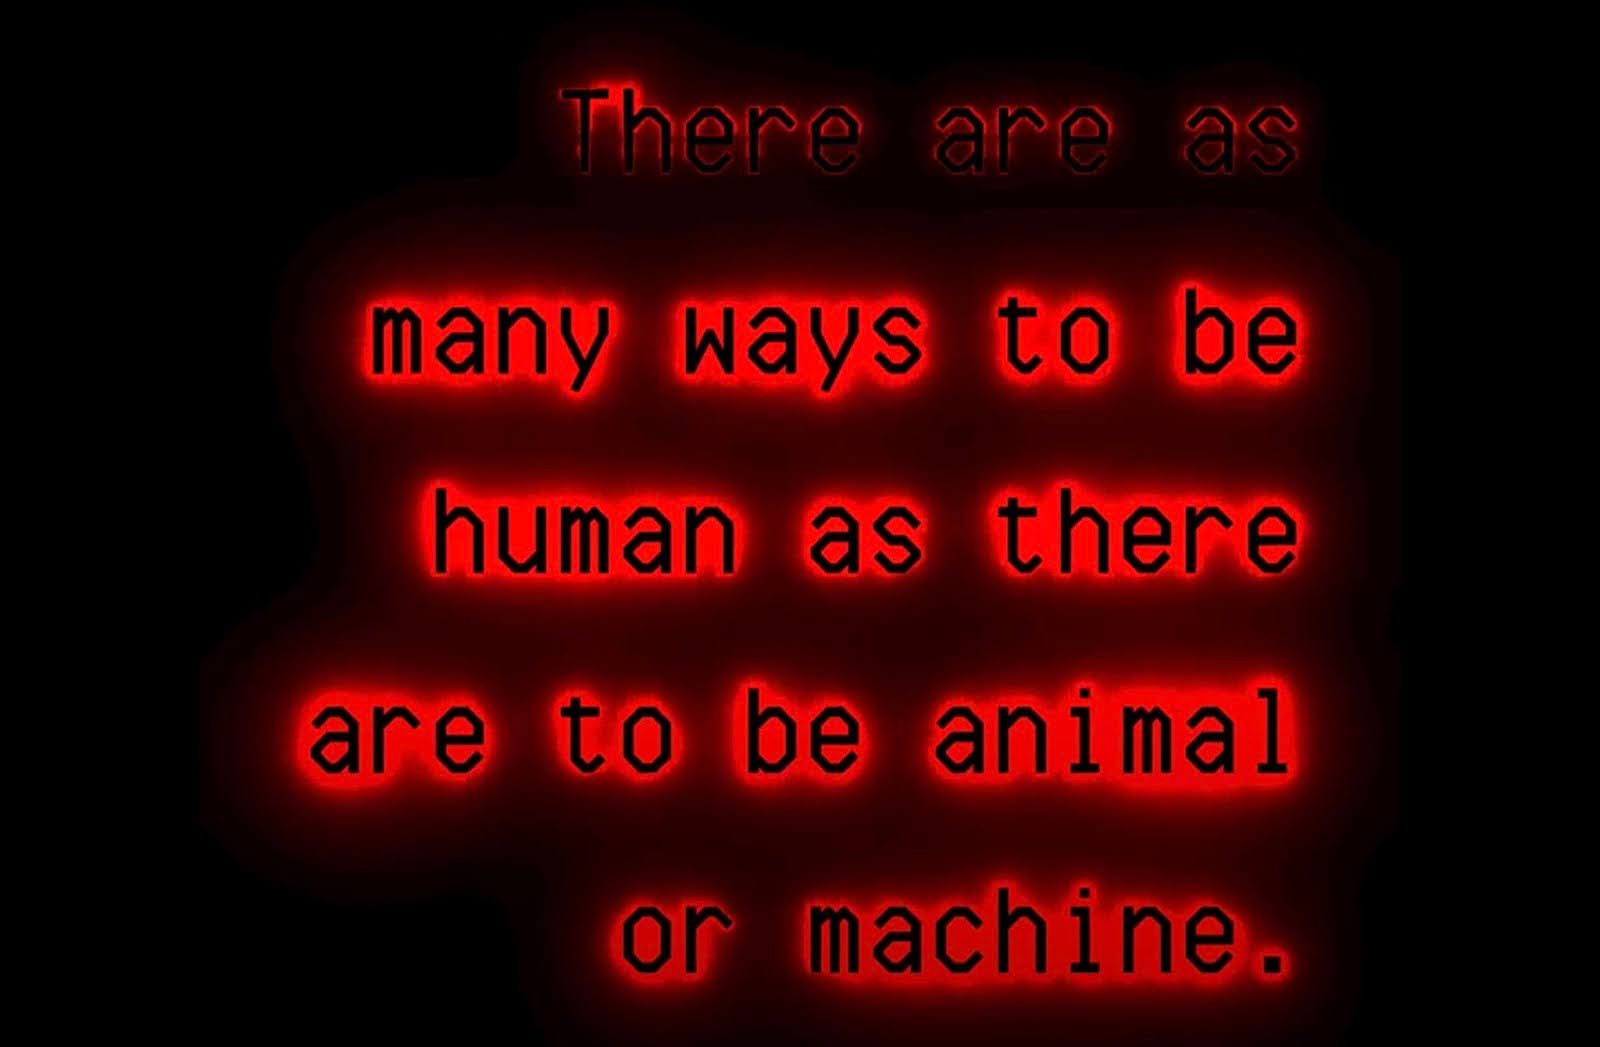 There are as
many ways to be
human as there
are to be animal
or machine.